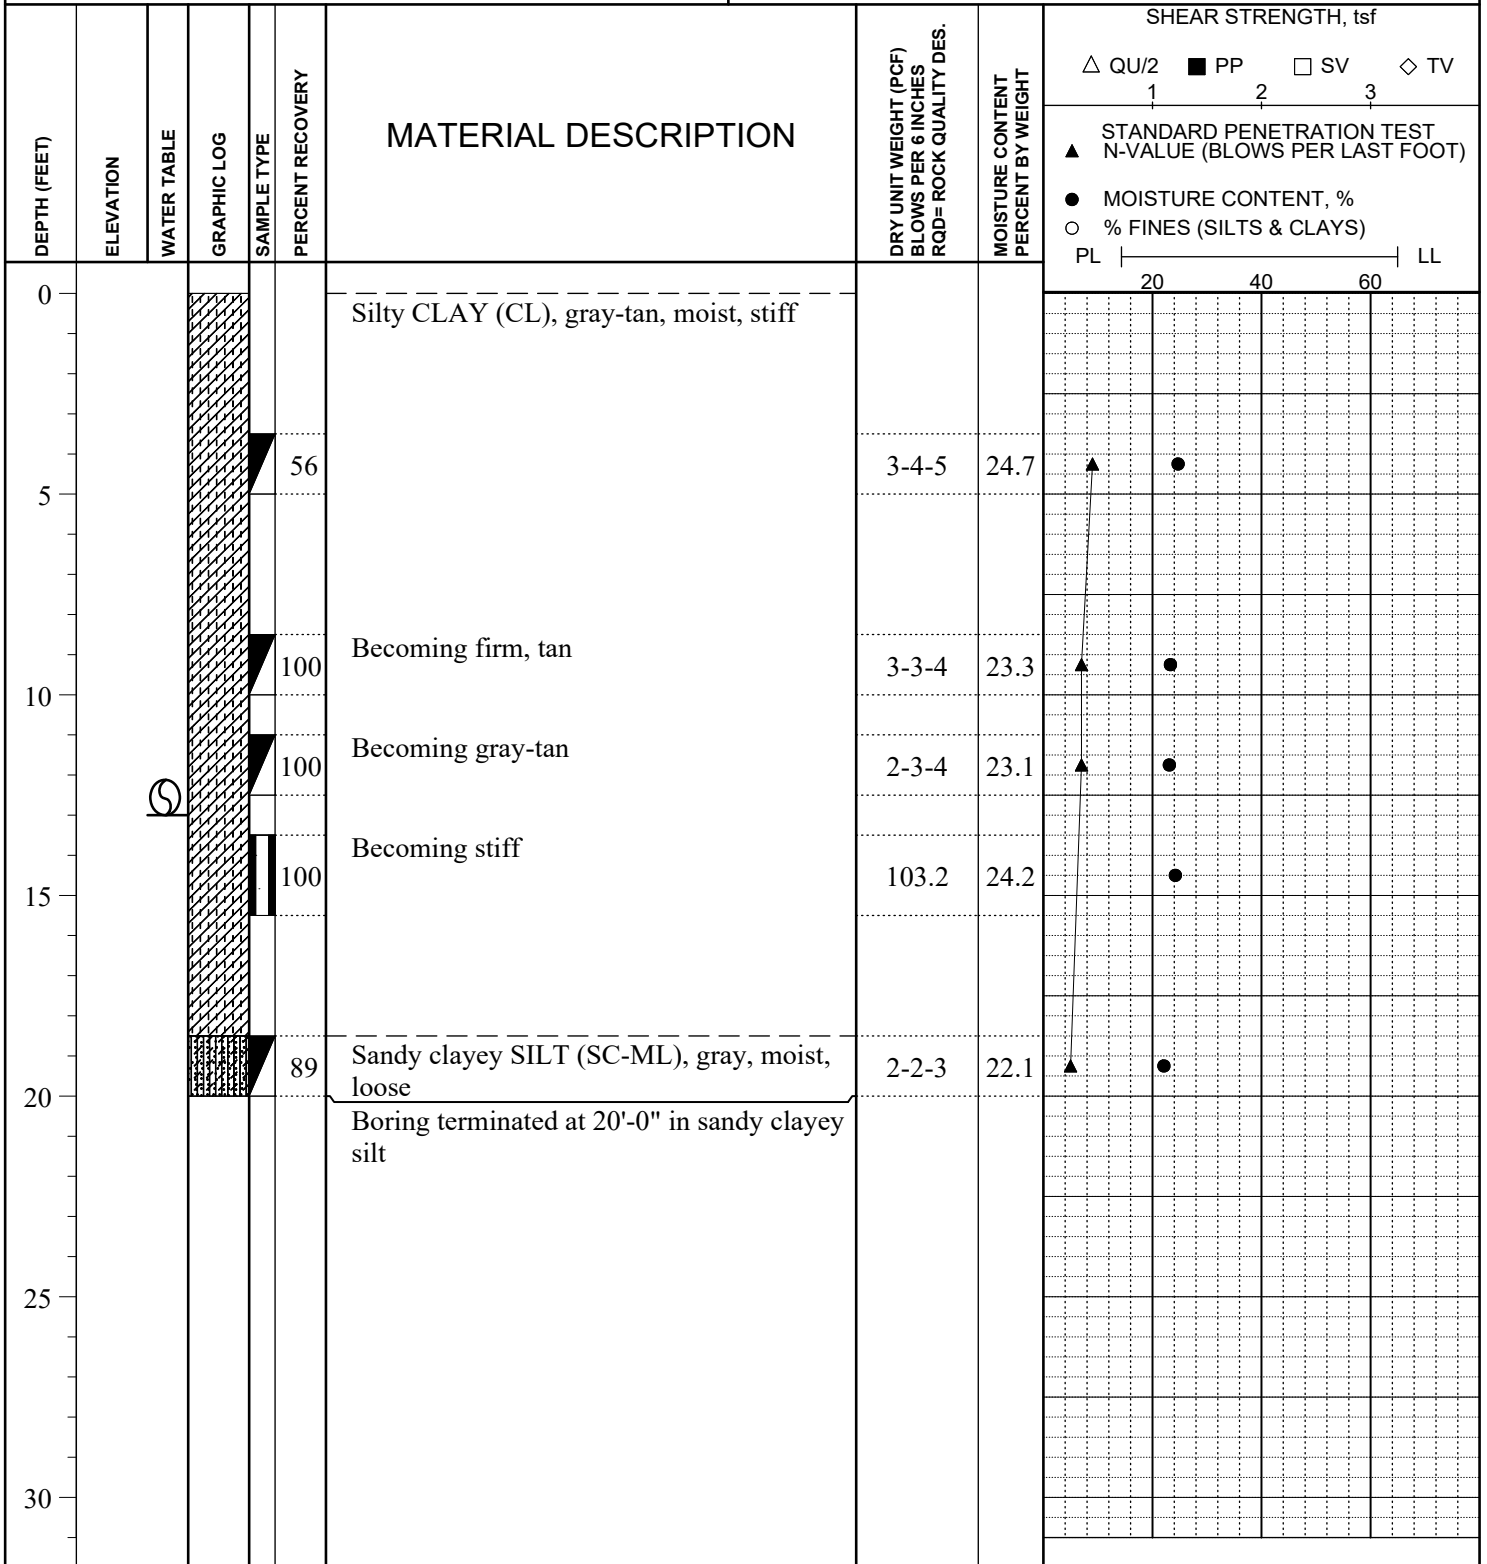 DEPTH (FEET)
ELEVATION
WATER TABLE
GRAPHIC LOG
SAMPLE TYPE
PERCENT RECOVERY
MATERIAL DESCRIPTION
DRY UNIT WEIGHT (PCF)
BLOWS PER 6 INCHES
RQD= ROCK QUALITY DES.
MOISTURE CONTENT
PERCENT BY WEIGHT
SHEAR STRENGTH, tsf
QU/2 PP SV TV
1 2 3
STANDARD PENETRATION TEST
N-VALUE (BLOWS PER LAST FOOT)
MOISTURE CONTENT, %
% FINES (SILTS & CLAYS)
PL LL
20 40 60
0
Silty CLAY (CL), gray-tan, moist, stiff
56 3-4-5 24.7
5
Becoming firm, tan
100 3-3-4 23.3
10
Becoming gray-tan
100 2-3-4 23.1
Becoming stiff
100 103.2 24.2
15
Sandy clayey SILT (SC-ML), gray, moist,
89 2-2-3 22.1
loose
20
Boring terminated at 20'-0" in sandy clayey
silt
25
30